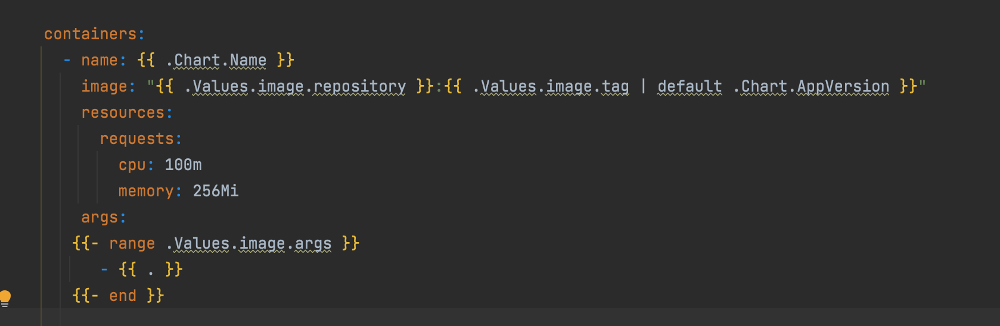 containers:
  - name: {{ .Chart.Name }}
    image: "{{ .Values.image.repository }}:{{ .Values.image.tag | default .Chart.AppVersion }}"
    resources:
      requests:
        cpu: 100m
        memory: 256Mi
    args:
   {{- range .Values.image.args }}
      - {{ . }}
   {{- end }}